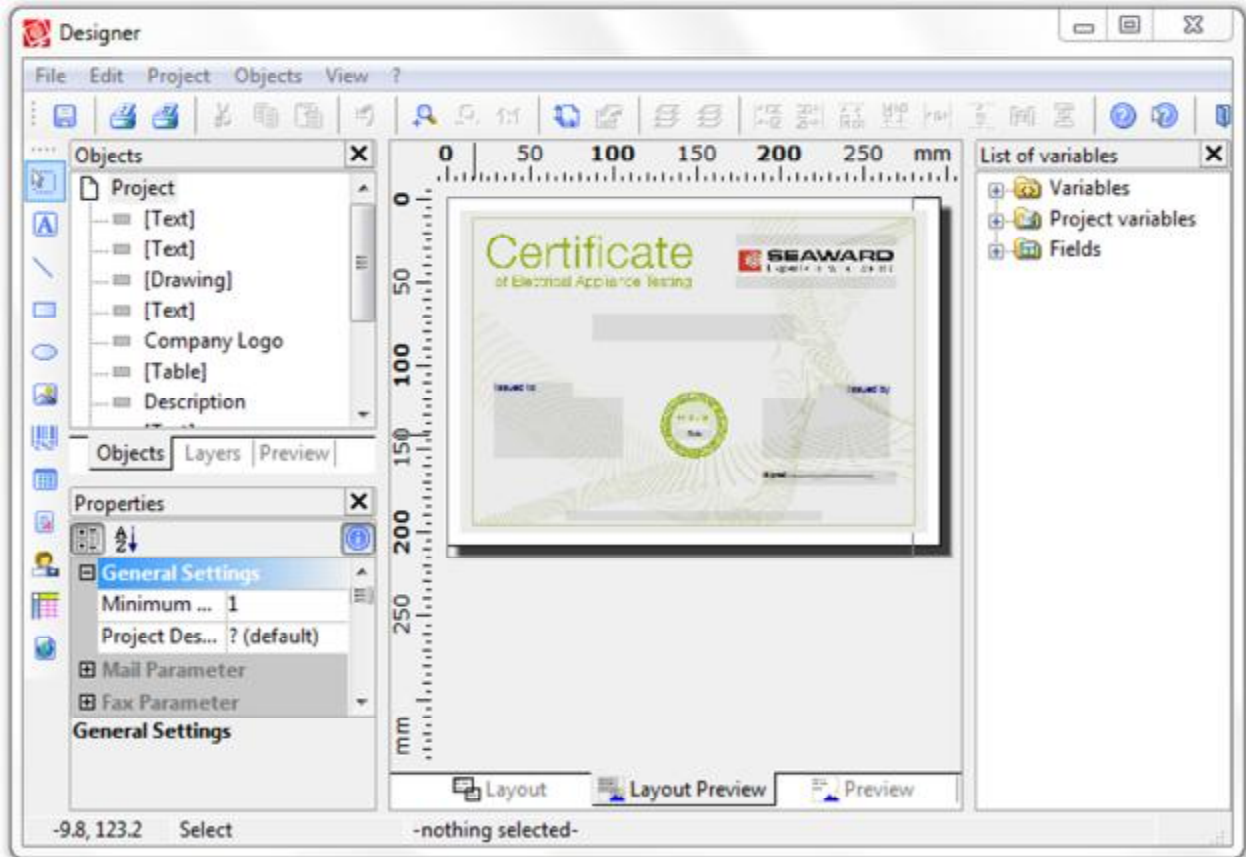 Designer
File Edit Project Objects View ?
Objects
Project
[Text]
[Text]
[Drawing]
[Text]
Company Logo
[Table]
Description
Objects Layers Preview
Properties
General Settings
Minimum ... 1
Project Des... ? (default)
Mail Parameter
Fax Parameter
General Settings
0 50 100 150 200 250 mm
0
50
100
150
200
250
mm
Certificate
of Electrical Appliance Testing
SEAWARD
Issued to
Issued by
Layout Layout Preview Preview
List of variables
Variables
Project variables
Fields
-9.8, 123.2 Select -nothing selected-